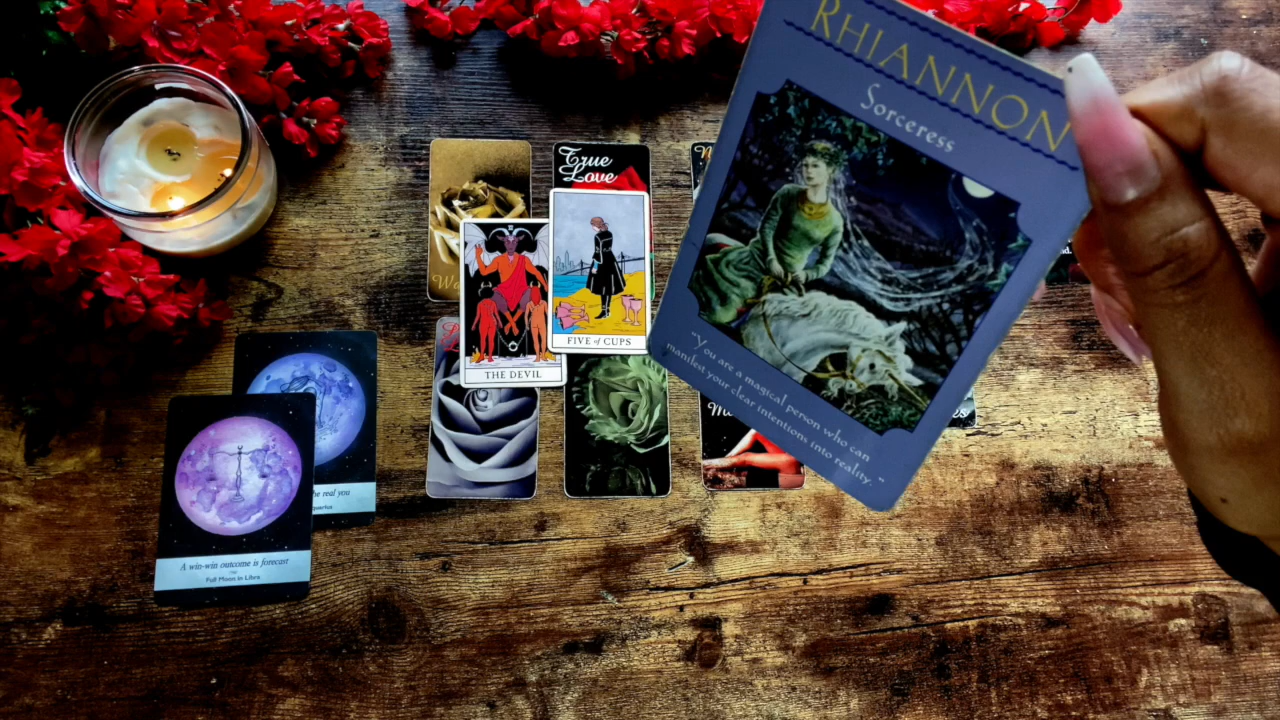 RHIANNON
Sorceress
"You are a magical person who can
manifest your clear intentions into reality."
True
Love
THE DEVIL
FIVE of CUPS
he real you
A win-win outcome is forecast
Full Moon in Libra